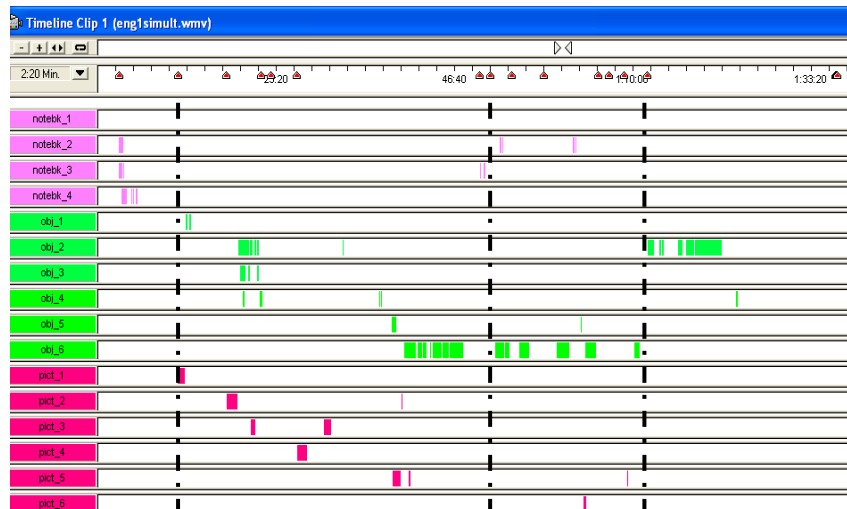 Timeline Clip 1 (eng1simult.wmv)
2:20 Min.
23:20
46:40
1:10:00
1:33:20
notebk_1
notebk_2
notebk_3
notebk_4
obj_1
obj_2
obj_3
obj_4
obj_5
obj_6
pict_1
pict_2
pict_3
pict_4
pict_5
pict_6